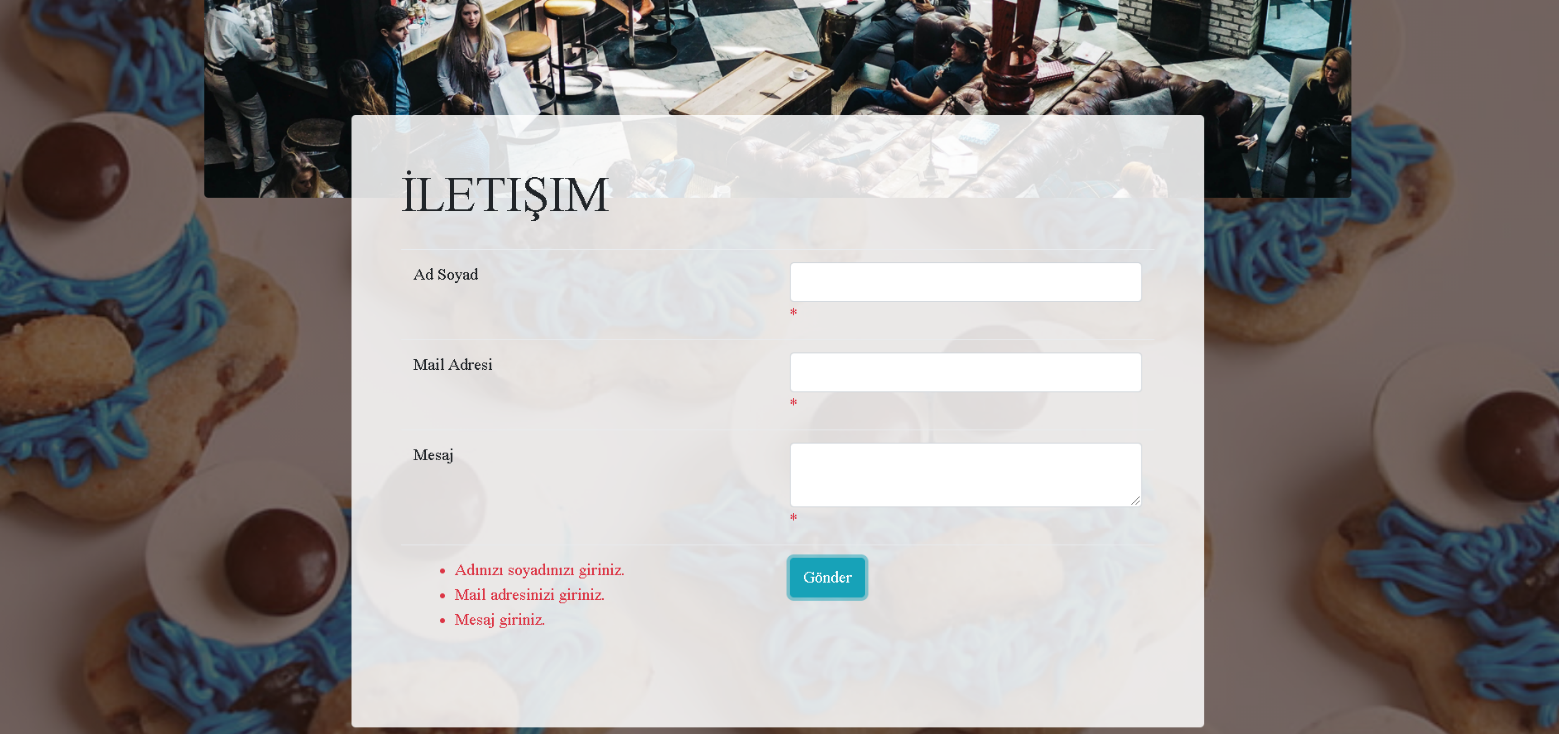 İLETIŞIM
Ad Soyad
*
Mail Adresi
*
Mesaj
*
Adınızı soyadınızı giriniz.
Mail adresinizi giriniz.
Mesaj giriniz.
Gönder